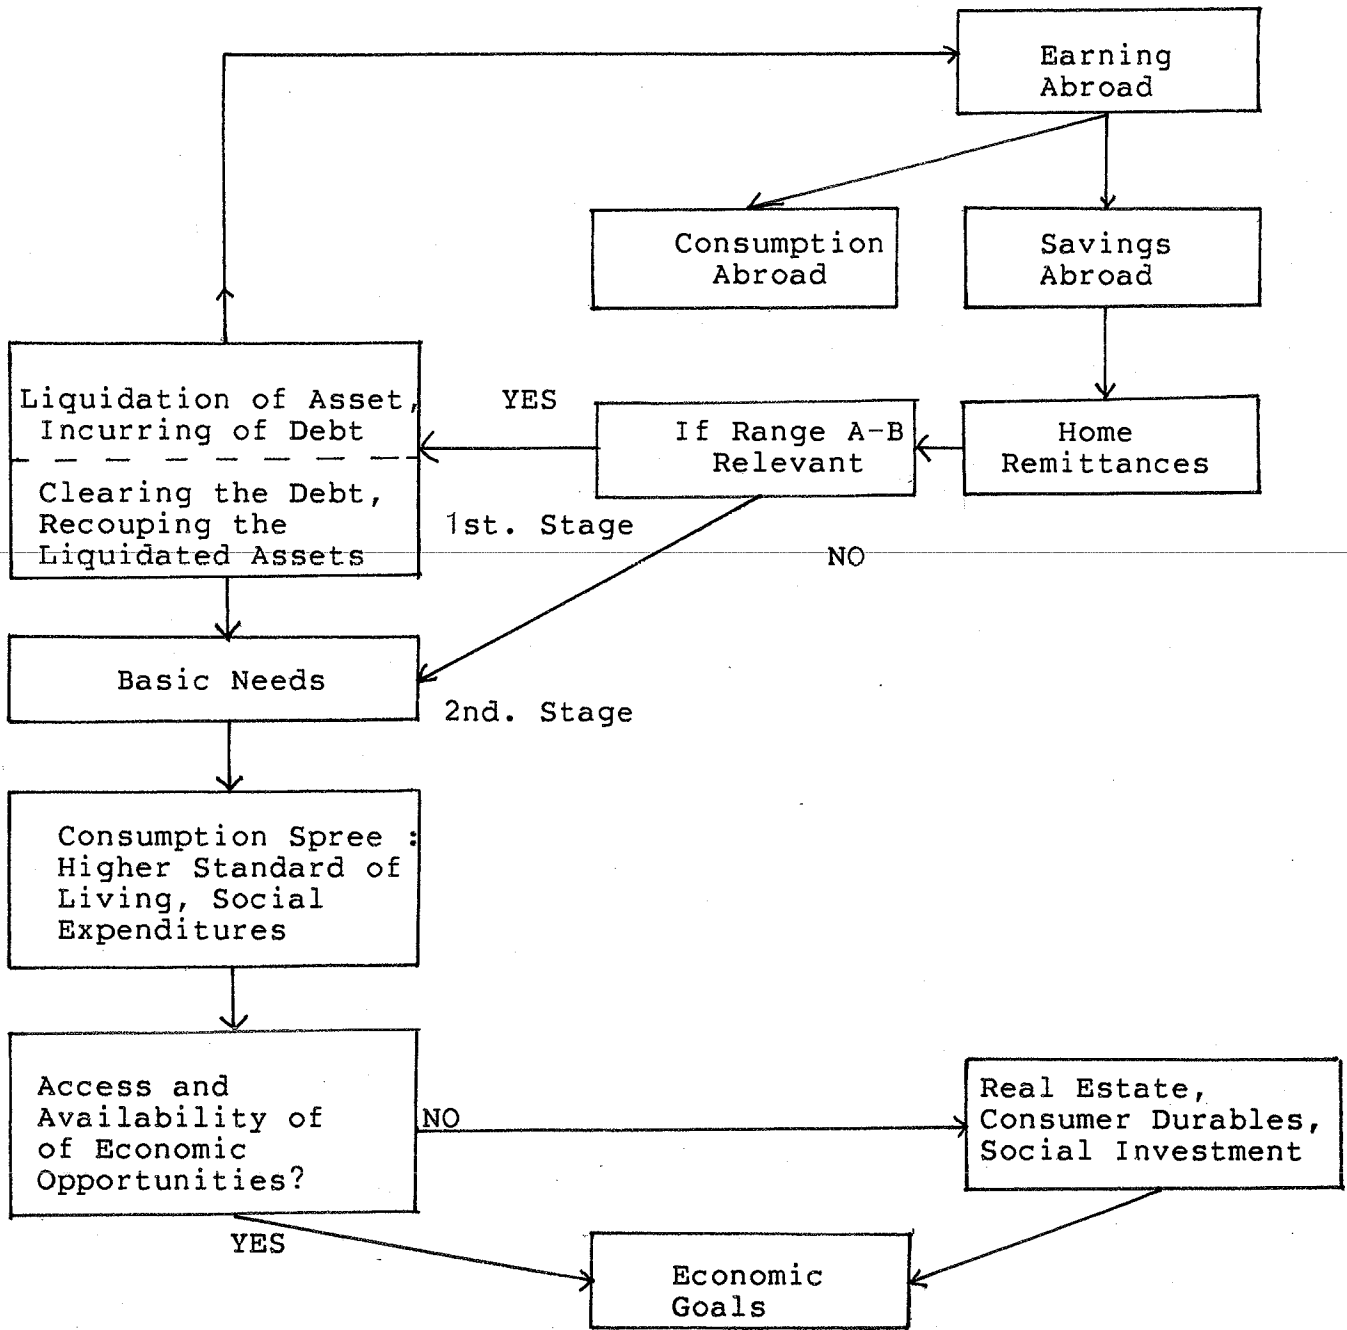 Earning
Abroad
Consumption
Abroad
Savings
Abroad
Liquidation of Asset,
Incurring of Debt
Clearing the Debt,
Recouping the
Liquidated Assets
YES
If Range A-B
Relevant
Home
Remittances
1st. Stage
NO
Basic Needs
2nd. Stage
Consumption Spree :
Higher Standard of
Living, Social
Expenditures
Access and
Availability of
of Economic
Opportunities?
NO
Real Estate,
Consumer Durables,
Social Investment
YES
Economic
Goals